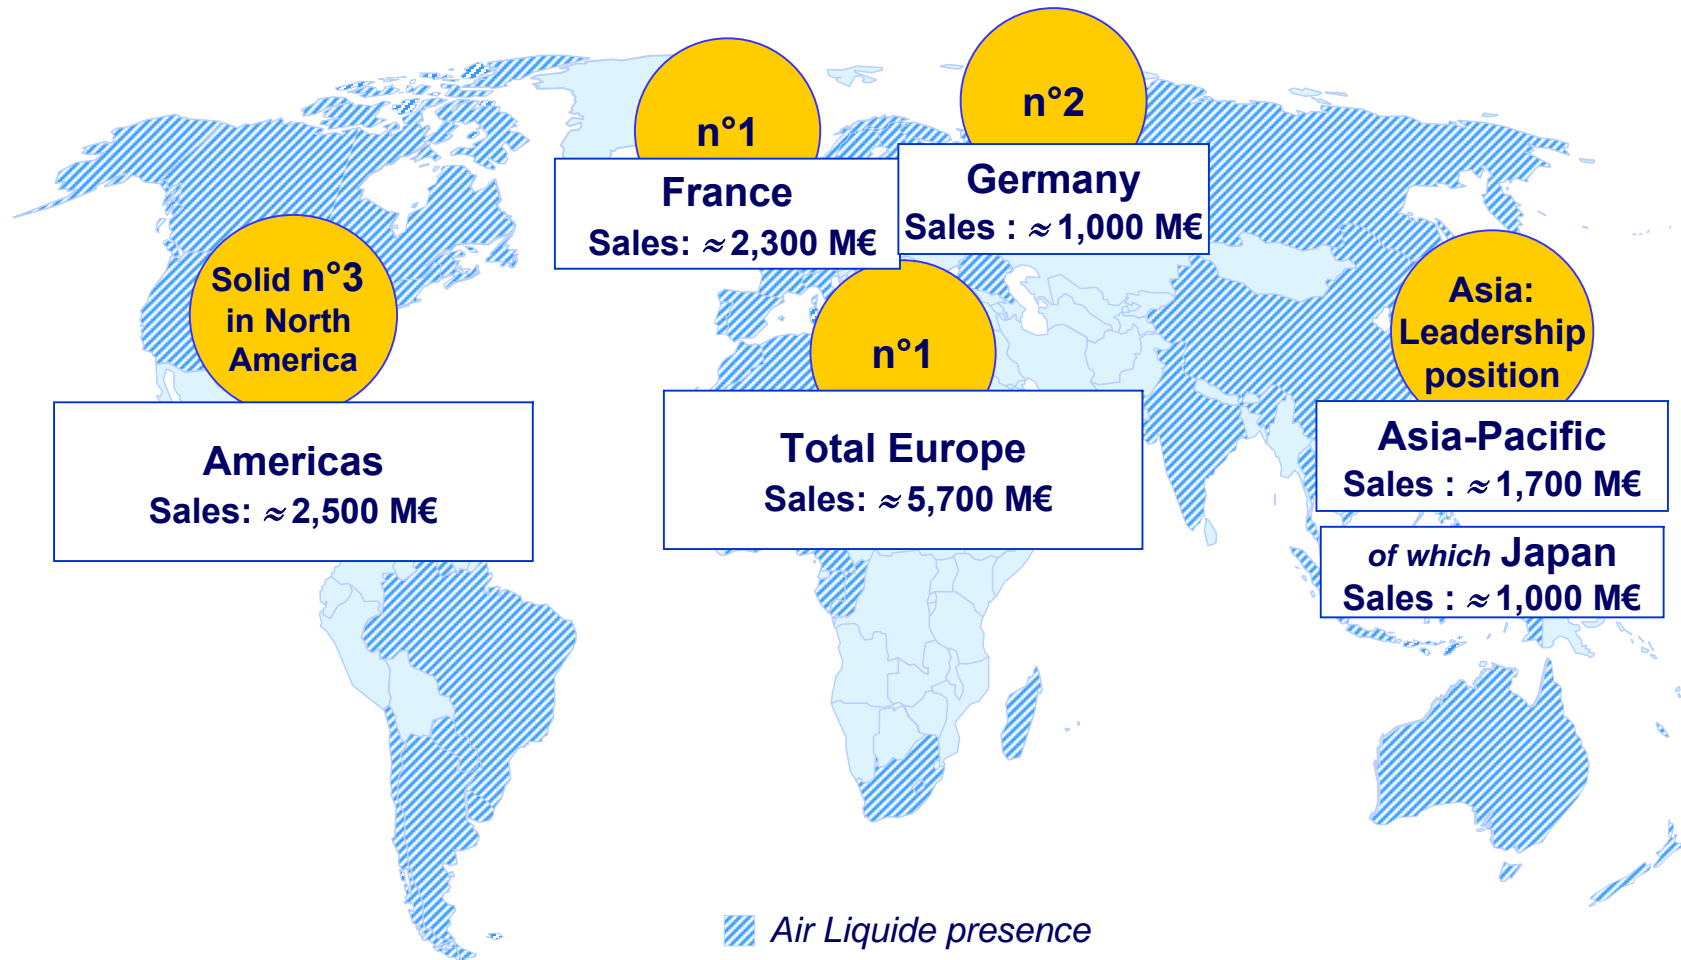 n°1
France
Sales: ≈ 2,300 M€
n°2
Germany
Sales : ≈ 1,000 M€
Solid n°3
in North
America
Americas
Sales: ≈ 2,500 M€
n°1
Total Europe
Sales: ≈ 5,700 M€
Asia:
Leadership
position
Asia-Pacific
Sales : ≈ 1,700 M€
of which Japan
Sales : ≈ 1,000 M€
Air Liquide presence